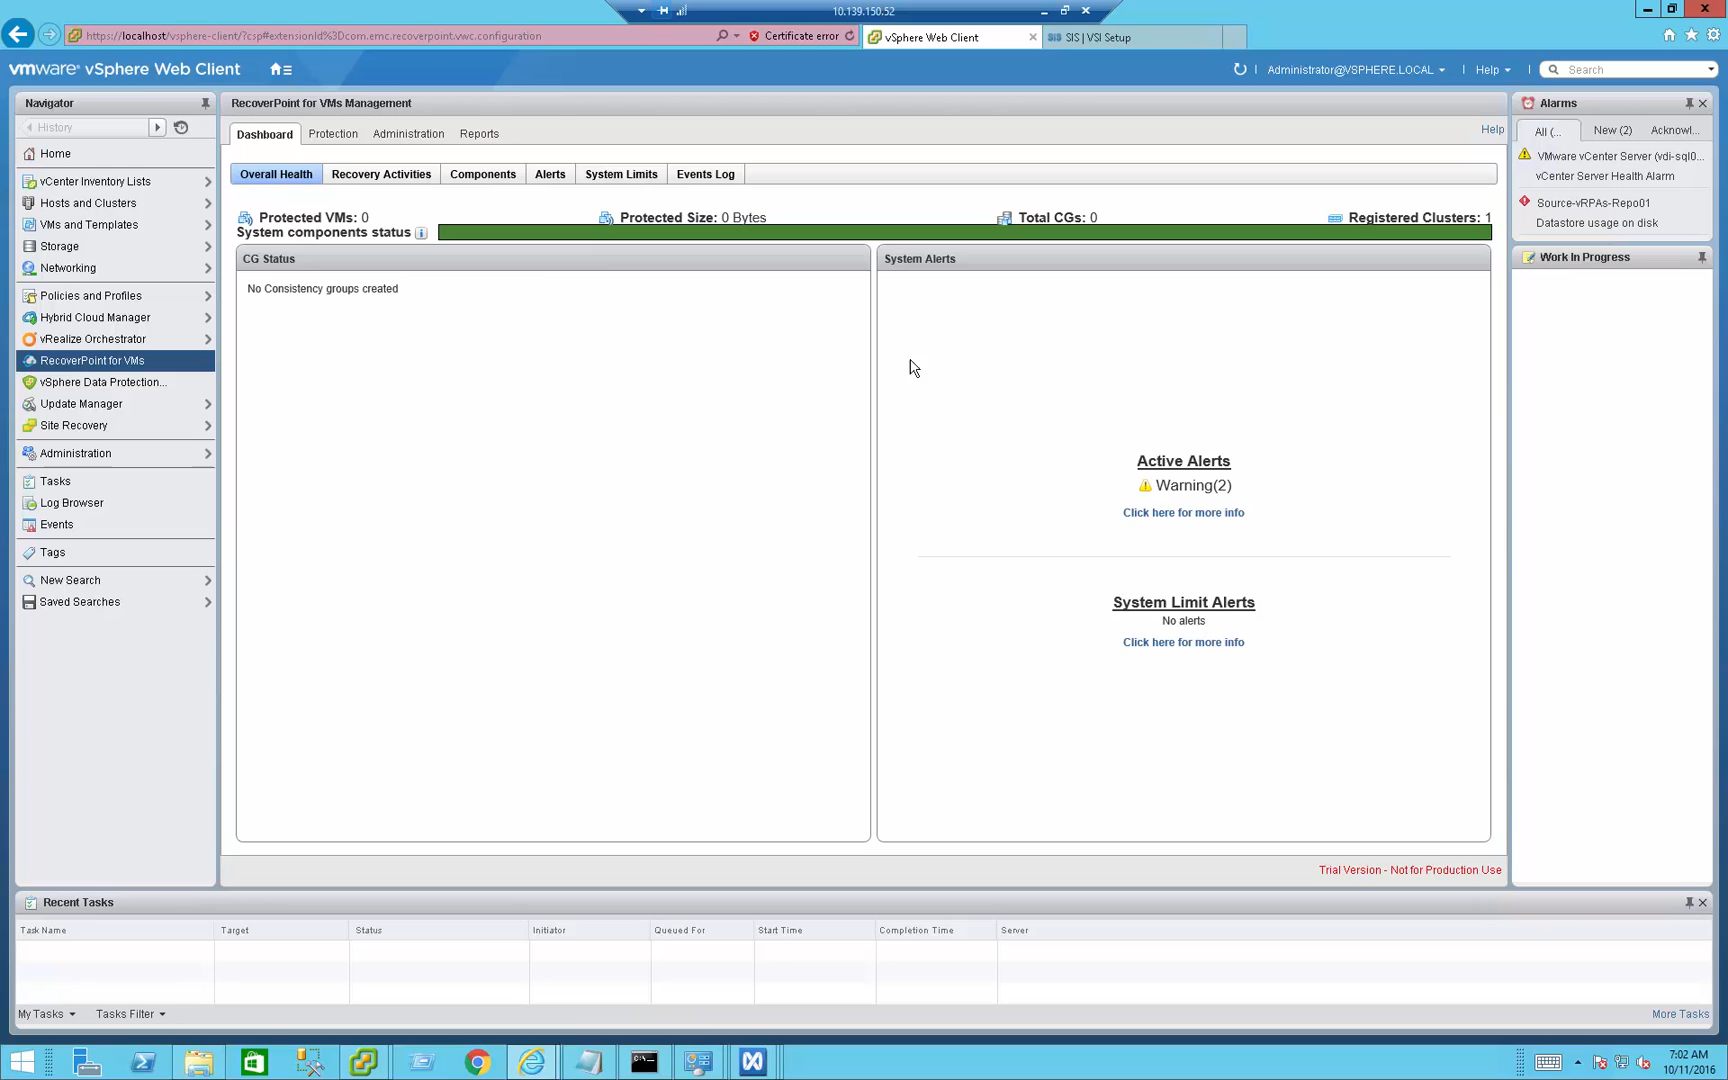 10.139.150.52
https://localhost/vsphere-client/?csp#extensionId%3Dcom.emc.recoverpoint.vwc.configuration
Certificate error
vSphere Web Client
SIS | VSI Setup
vmware® vSphere Web Client
Administrator@VSPHERE.LOCAL
Help
Search
Navigator
History
Home
vCenter Inventory Lists
Hosts and Clusters
VMs and Templates
Storage
Networking
Policies and Profiles
Hybrid Cloud Manager
vRealize Orchestrator
RecoverPoint for VMs
vSphere Data Protection...
Update Manager
Site Recovery
Administration
Tasks
Log Browser
Events
Tags
New Search
Saved Searches
RecoverPoint for VMs Management
Dashboard Protection Administration Reports
Help
Overall Health Recovery Activities Components Alerts System Limits Events Log
Protected VMs: 0 Protected Size: 0 Bytes Total CGs: 0 Registered Clusters: 1
System components status
CG Status
No Consistency groups created
System Alerts
Active Alerts
Warning(2)
Click here for more info
System Limit Alerts
No alerts
Click here for more info
Trial Version - Not for Production Use
Alarms
All (... New (2) Acknowl...
VMware vCenter Server (vdi-sql0...
vCenter Server Health Alarm
Source-vRPAs-Repo01
Datastore usage on disk
Work In Progress
Recent Tasks
Task Name Target Status Initiator Queued For Start Time Completion Time Server
My Tasks Tasks Filter
More Tasks
C:\_
7:02 AM
10/11/2016